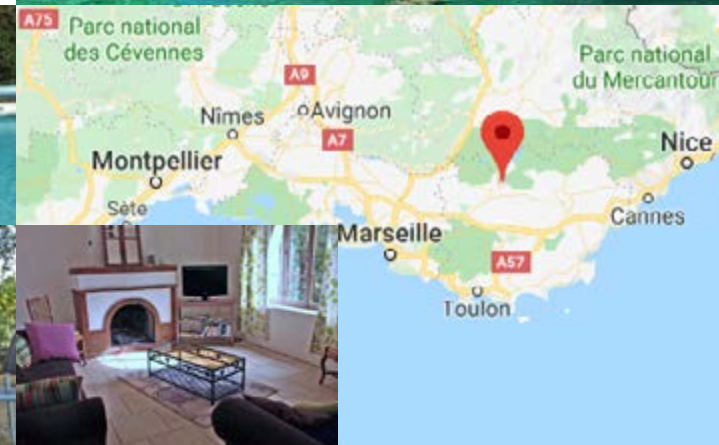 A75
Parc national
des Cévennes
Parc national
du Mercantour
A9
Nîmes
Avignon
A7
Nice
Montpellier
Sète
Cannes
Marseille
A57
Toulon